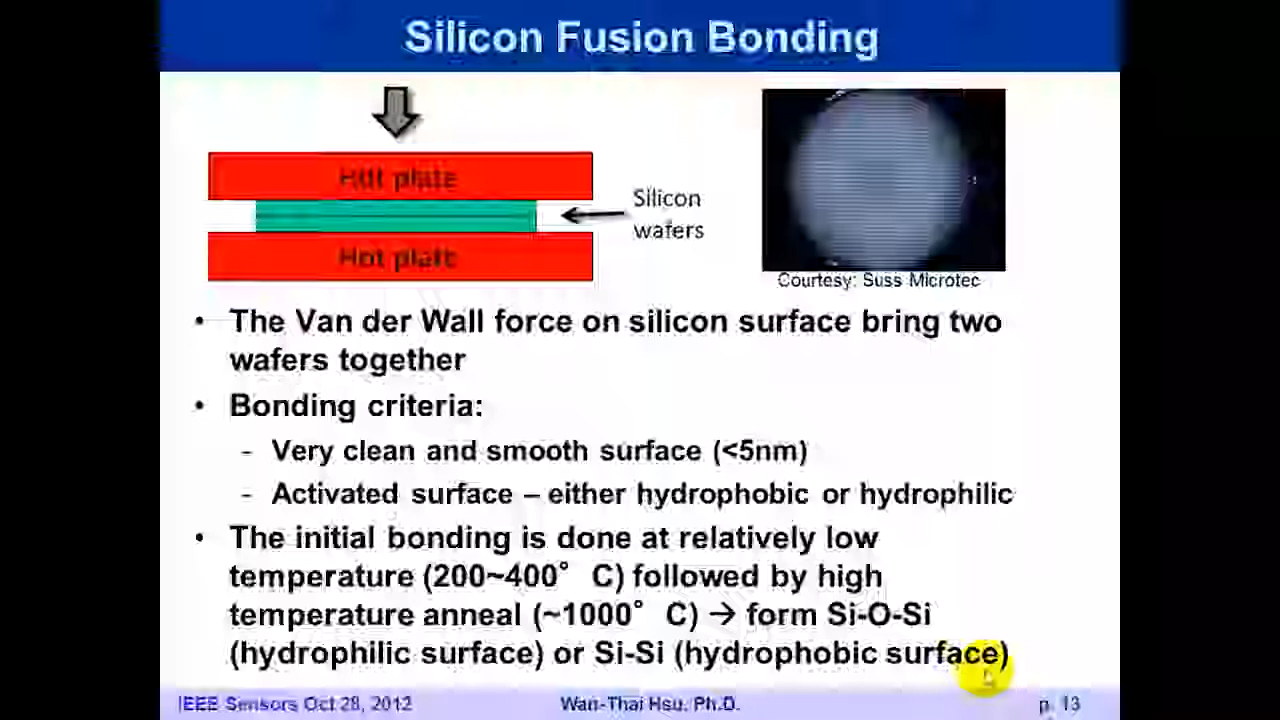 Silicon Fusion Bonding
Hot plate
Silicon
wafers
Hot plate
Courtesy: Suss Microtec
• The Van der Wall force on silicon surface bring two
wafers together
• Bonding criteria:
- Very clean and smooth surface (<5nm)
- Activated surface – either hydrophobic or hydrophilic
• The initial bonding is done at relatively low
temperature (200~400° C) followed by high
temperature anneal (~1000° C) → form Si-O-Si
(hydrophilic surface) or Si-Si (hydrophobic surface)
IEEE Sensors Oct 28, 2012
Wan-Thai Hsu, Ph.D.
p. 13